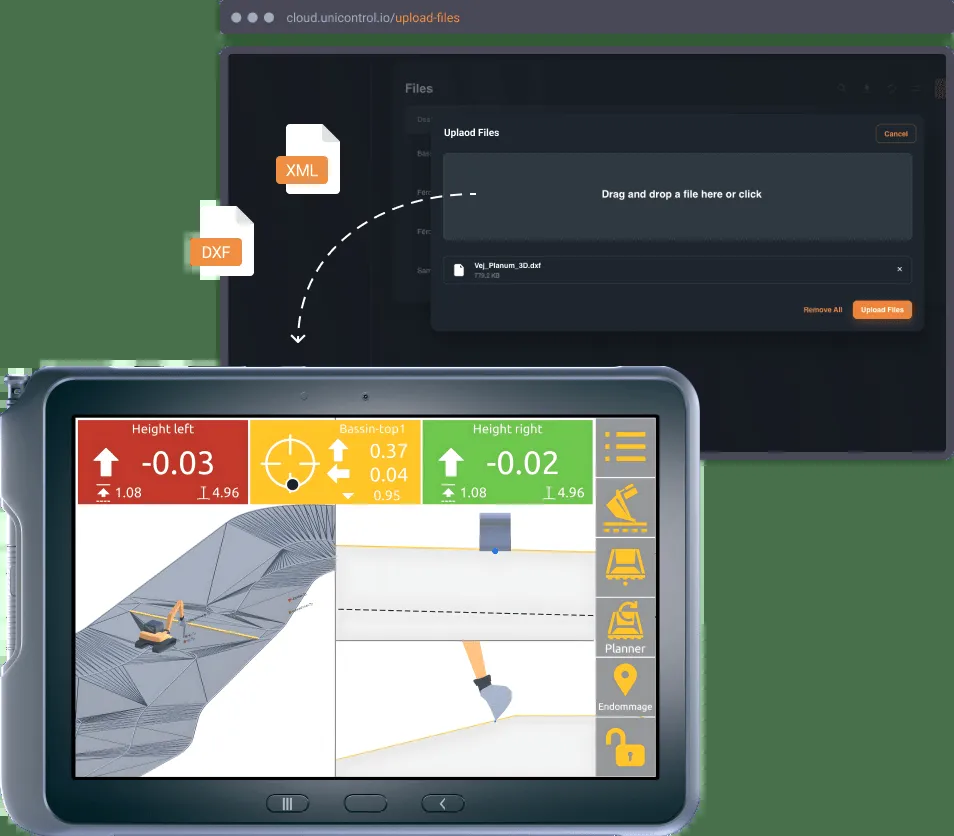 cloud.unicontrol.io/upload-files
Files
Uplaod Files
Cancel
XML
Drag and drop a file here or click
DXF
Vej_Planum_3D.dxf
779.2 KB
Remove All
Upload Files
Height left
-0.03
1.08
4.96
Bassin-top1
0.37
0.04
0.95
Height right
-0.02
1.08
4.96
Planner
Endommage